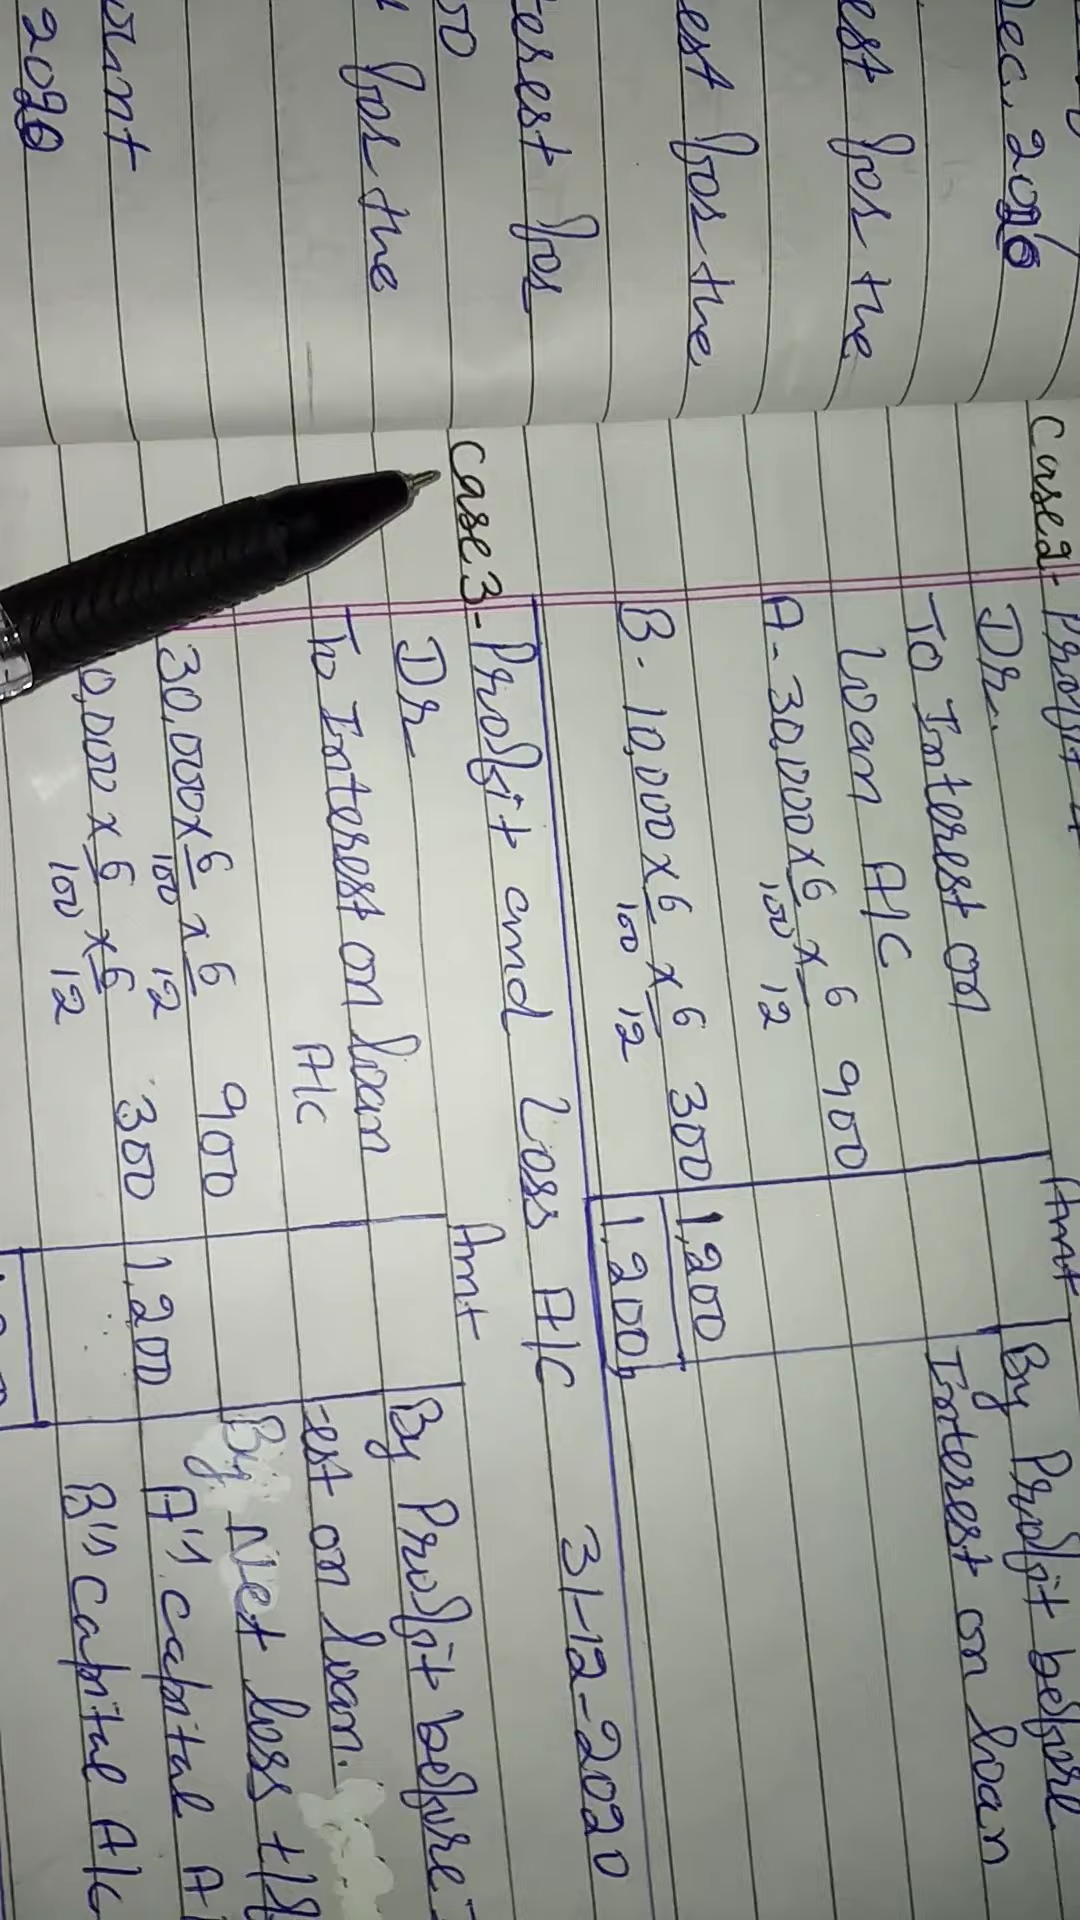 Dec. 2020
est for the
est for the
terest for
50
for the
ount
2020
Case 2- Profit
Dr. Amt
To Interest on By Profit before
Loan A/c Interest on loan
A- 30,000 x 6/100 x 6/12 900
B- 10,000 x 6/100 x 6/12 300 1,200
1,200
Case 3- Profit and Loss A/C 31-12-2020
Dr Amt
To Interest on loan By Profit before
A/c -est on loan.
30,000 x 6/100 x 6/12 900 By Net loss
0,000 x 6/100 x 6/12 300 1,200 A's capital A
B's capital A/c